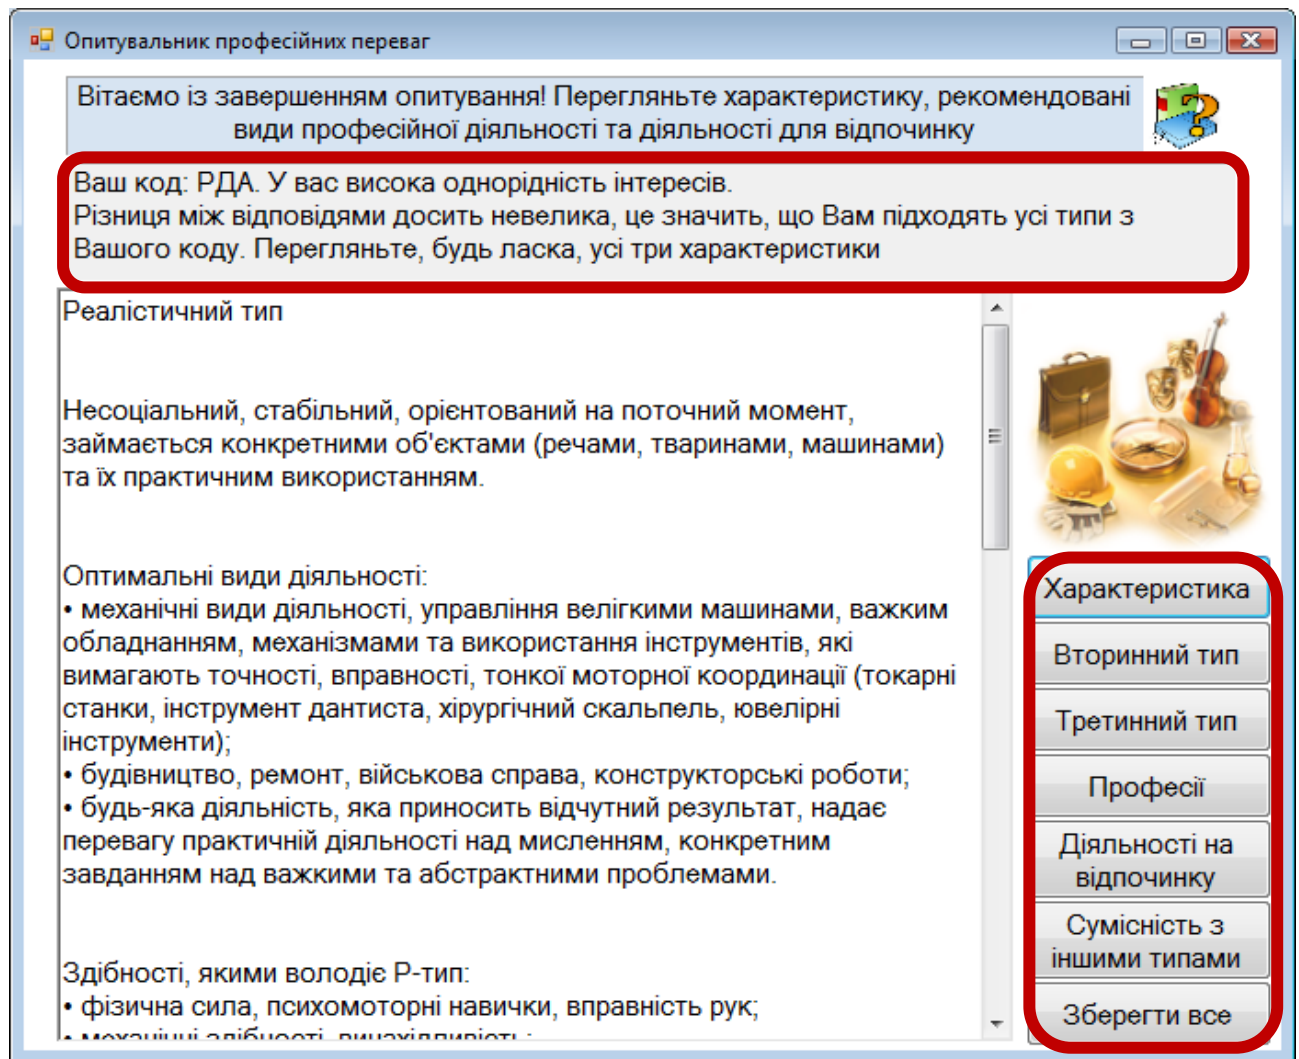 Опитувальник професійних переваг
Вітаємо із завершенням опитування! Перегляньте характеристику, рекомендовані
види професійної діяльності та діяльності для відпочинку
Ваш код: РДА. У вас висока однорідність інтересів.
Різниця між відповідями досить невелика, це значить, що Вам підходять усі типи з
Вашого коду. Перегляньте, будь ласка, усі три характеристики
Реалістичний тип
Несоціальний, стабільний, орієнтований на поточний момент,
займається конкретними об'єктами (речами, тваринами, машинами)
та їх практичним використанням.
Оптимальні види діяльності:
• механічні види діяльності, управління велігкими машинами, важким
обладнанням, механізмами та використання інструментів, які
вимагають точності, вправності, тонкої моторної координації (токарні
станки, інструмент дантиста, хірургічний скальпель, ювелірні
інструменти);
• будівництво, ремонт, військова справа, конструкторські роботи;
• будь-яка діяльність, яка приносить відчутний результат, надає
перевагу практичній діяльності над мисленням, конкретним
завданням над важкими та абстрактними проблемами.
Здібності, якими володіє Р-тип:
• фізична сила, психомоторні навички, вправність рук;
• механічні здібності, винахідливість;
Характеристика
Вторинний тип
Третинний тип
Професії
Діяльності на
відпочинку
Сумісність з
іншими типами
Зберегти все